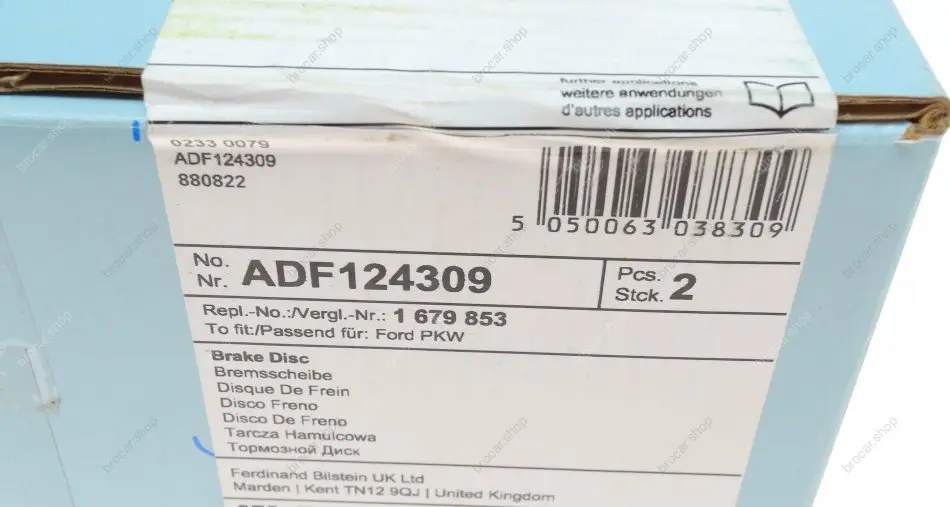 further applications
weitere anwendungen
d'autres applications
0233 0079
ADF124309
880822
5 050063 038309
No.
Nr. ADF124309
Pcs.
Stck. 2
Repl.-No.:/Vergl.-Nr.: 1 679 853
To fit:/Passend für: Ford PKW
Brake Disc
Bremsscheibe
Disque De Frein
Disco Freno
Disco De Freno
Tarcza Hamulcowa
Тормозной Диск
Ferdinand Bilstein UK Ltd
Marden | Kent TN12 9QJ | United Kingdom
brocar.shop